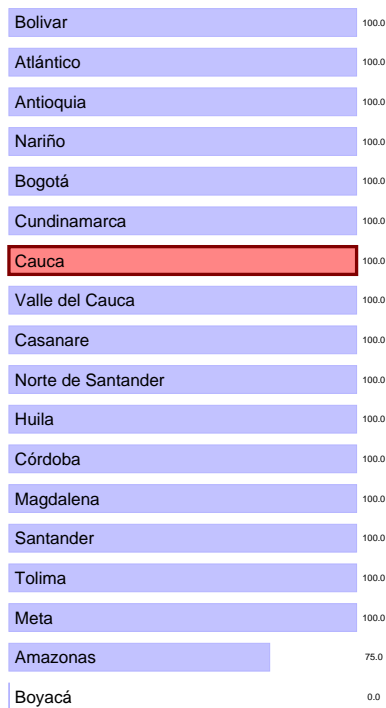 Bolivar 100.0
Atlántico 100.0
Antioquia 100.0
Nariño 100.0
Bogotá 100.0
Cundinamarca 100.0
Cauca 100.0
Valle del Cauca 100.0
Casanare 100.0
Norte de Santander 100.0
Huila 100.0
Córdoba 100.0
Magdalena 100.0
Santander 100.0
Tolima 100.0
Meta 100.0
Amazonas 75.0
Boyacá 0.0